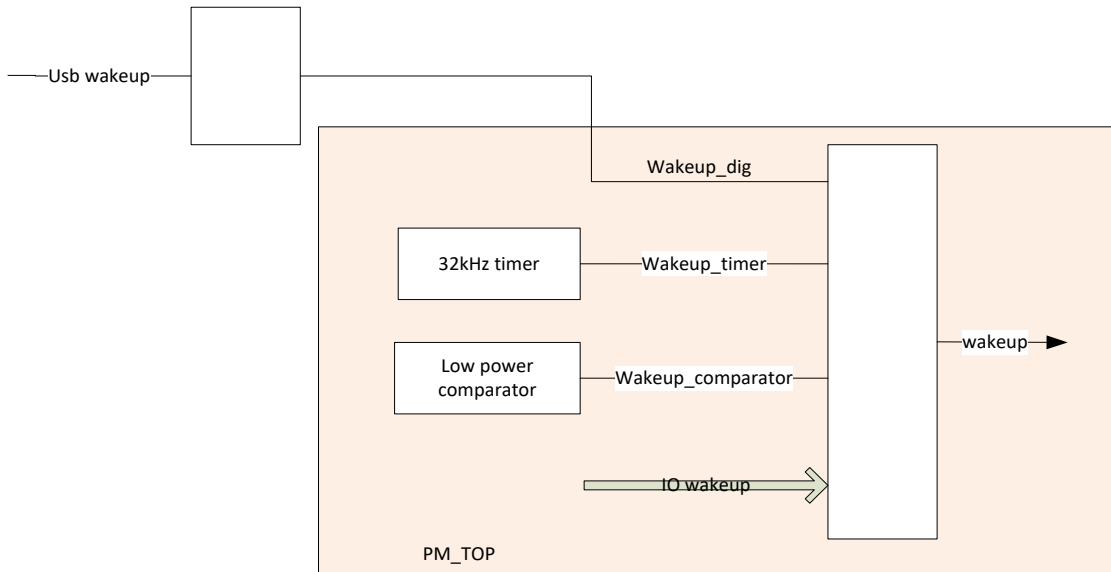 Usb wakeup
Wakeup_dig
32kHz timer
Wakeup_timer
wakeup
Low power
comparator
Wakeup_comparator
IO wakeup
PM_TOP